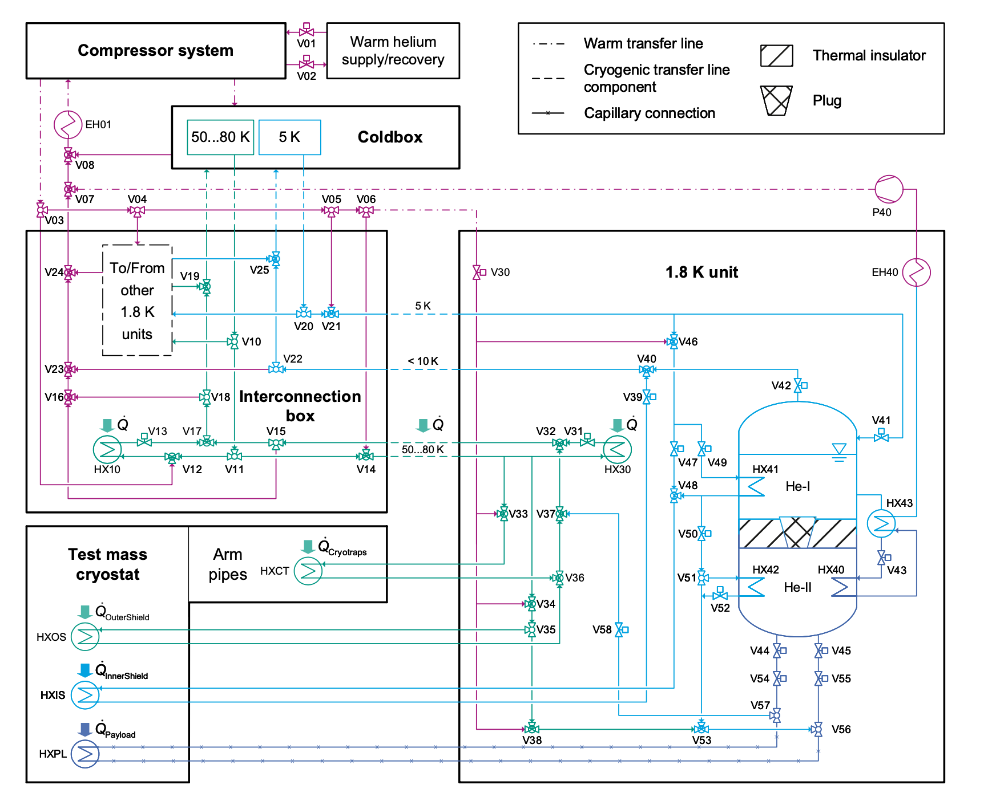 Compressor system
V01
V02
Warm helium
supply/recovery
Warm transfer line
Cryogenic transfer line
component
Capillary connection
Thermal insulator
Plug
EH01
50...80 K
5 K
Coldbox
V08
V07
V03
V04
V05
V06
P40
To/From
other
1.8 K
units
V24
V19
V25
V30
1.8 K unit
EH40
5 K
V20
V21
V10
V46
V23
V22
< 10 K
V40
V16
V18
Interconnection
box
V39
V42
Q̇
V13
V17
V15
Q̇
V32
V31
Q̇
V41
HX10
V12
V11
V14
50...80 K
HX30
V47
V49
HX41
He-I
V48
V33
V37
HX43
V50
Test mass
cryostat
Arm
pipes
Q̇Cryotraps
HXCT
V36
V51
HX42
HX40
V43
He-II
V52
V34
Q̇OuterShield
HXOS
V35
V58
V44
V45
Q̇InnerShield
HXIS
V54
V55
V57
Q̇Payload
HXPL
V38
V53
V56